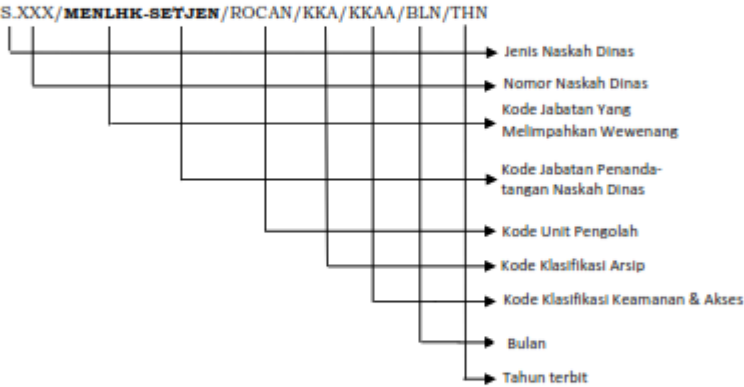 S.XXX/MENLHK-SETJEN/ROCAN/KKA/KKAA/BLN/THN
Jenis Naskah Dinas
Nomor Naskah Dinas
Kode Jabatan Yang
Melimpahkan Wewenang
Kode Jabatan Penanda-
tangan Naskah Dinas
Kode Unit Pengolah
Kode Klasifikasi Arsip
Kode Klasifikasi Keamanan & Akses
Bulan
Tahun terbit